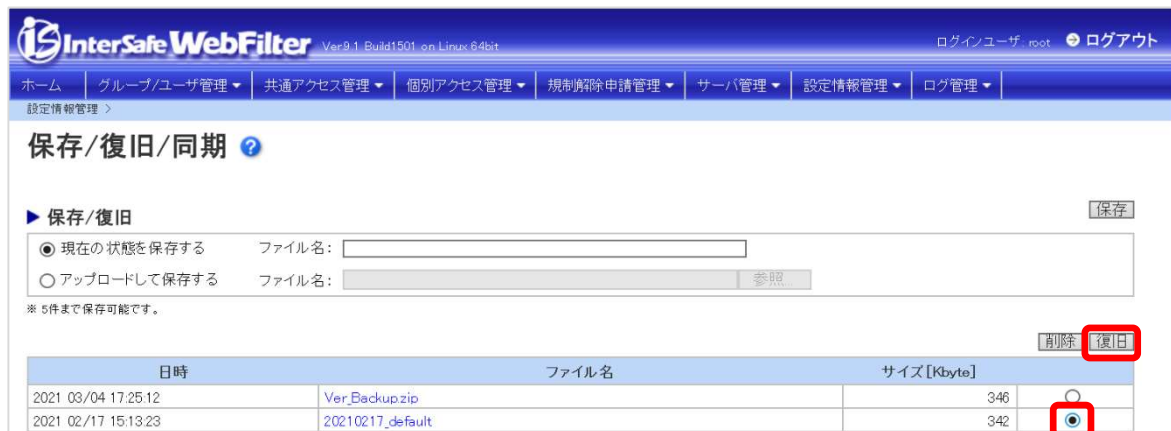 InterSafe WebFilter Ver9.1 Build1501 on Linux 64bit ログインユーザ: root ログアウト
ホーム グループ/ユーザ管理▼ 共通アクセス管理▼ 個別アクセス管理▼ 規制解除申請管理▼ サーバ管理▼ 設定情報管理▼ ログ管理▼
設定情報管理 >
保存/復旧/同期 ?
▶ 保存/復旧 保存
現在の状態を保存する ファイル名:
アップロードして保存する ファイル名: 参照...
※ 5件まで保存可能です。
削除 復旧
日時 ファイル名 サイズ[Kbyte]
2021 03/04 17:25:12 Ver_Backup.zip 346
2021 02/17 15:13:23 20210217_default 342